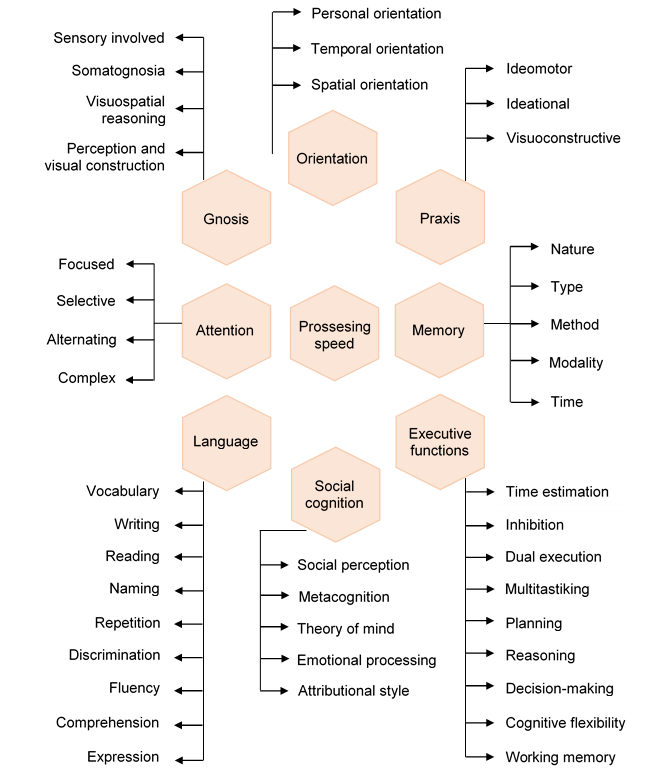 Personal orientation
Temporal orientation
Spatial orientation
Orientation
Sensory involved
Somatognosia
Visuospatial
reasoning
Perception and
visual construction
Gnosis
Ideomotor
Ideational
Visuoconstructive
Praxis
Focused
Selective
Alternating
Complex
Attention
Prossesing
speed
Memory
Nature
Type
Method
Modality
Time
Language
Vocabulary
Writing
Reading
Naming
Repetition
Discrimination
Fluency
Comprehension
Expression
Social
cognition
Social perception
Metacognition
Theory of mind
Emotional processing
Attributional style
Executive
functions
Time estimation
Inhibition
Dual execution
Multitastiking
Planning
Reasoning
Decision-making
Cognitive flexibility
Working memory